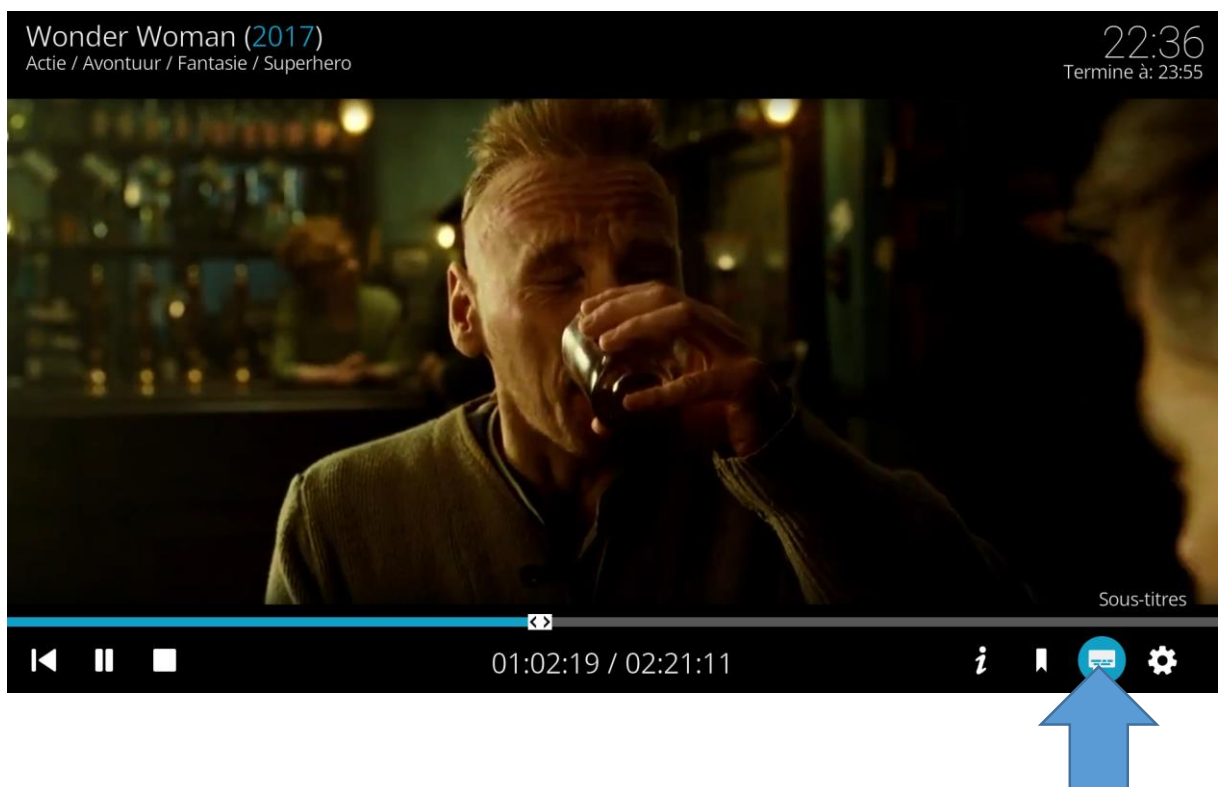 Wonder Woman (2017)
22:36
Actie / Avontuur / Fantasie / Superhero
Termine à: 23:55
Sous-titres
01:02:19 / 02:21:11